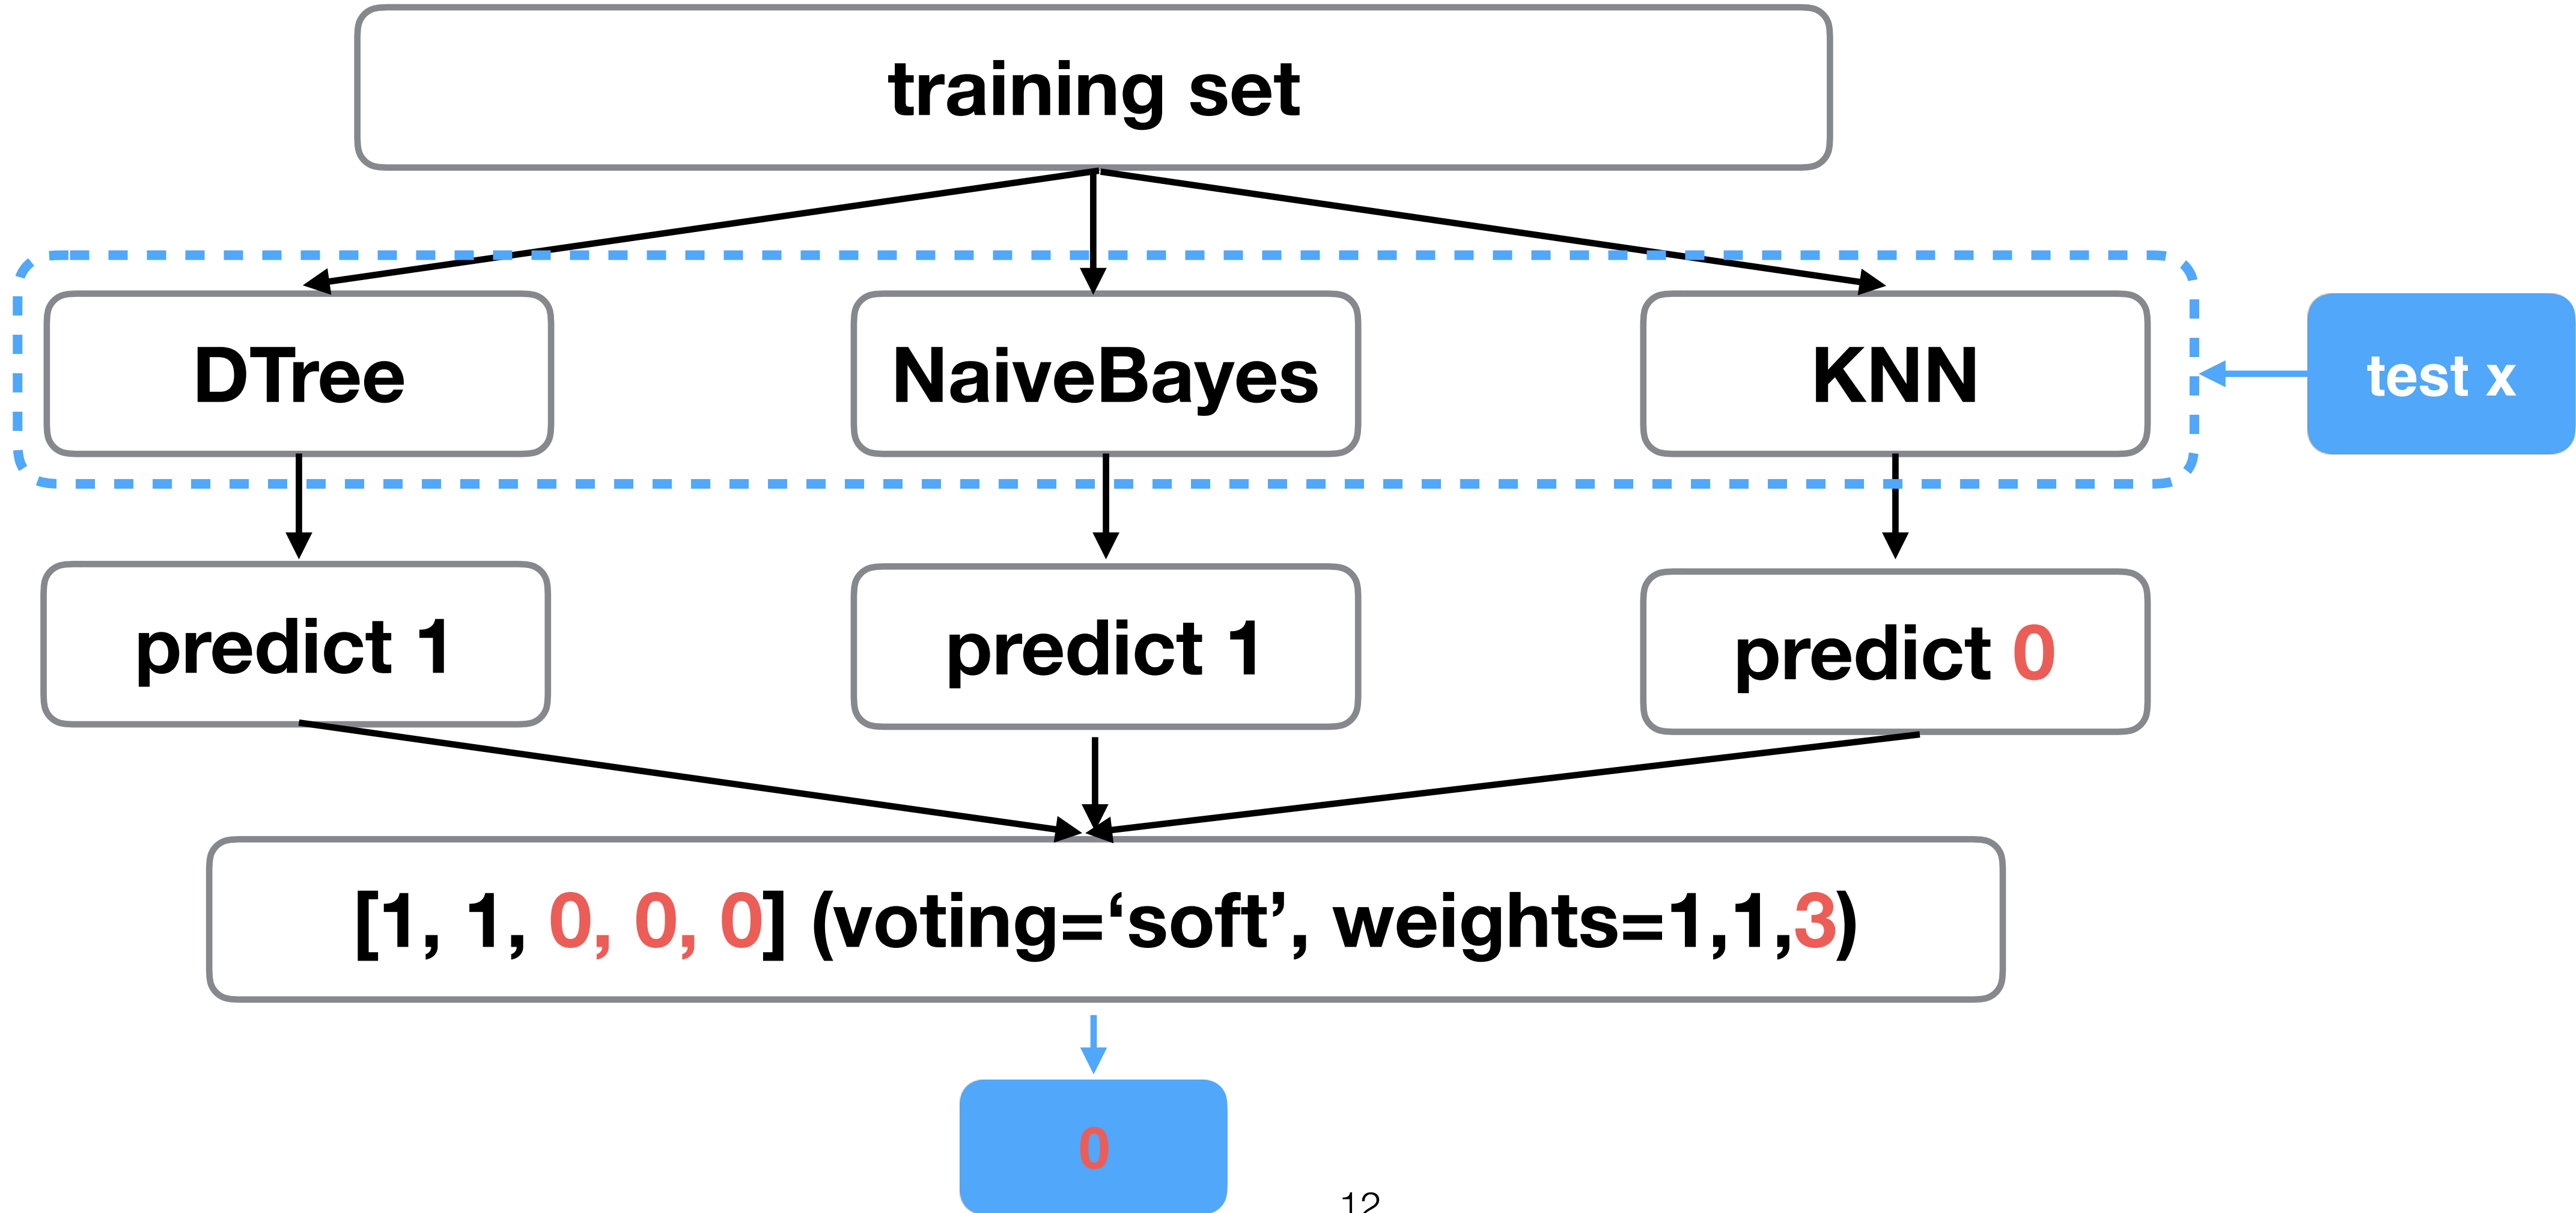 training set
DTree
NaiveBayes
KNN
test x
predict 1
predict 1
predict 0
[1, 1, 0, 0, 0] (voting=‘soft’, weights=1,1,3)
0
12